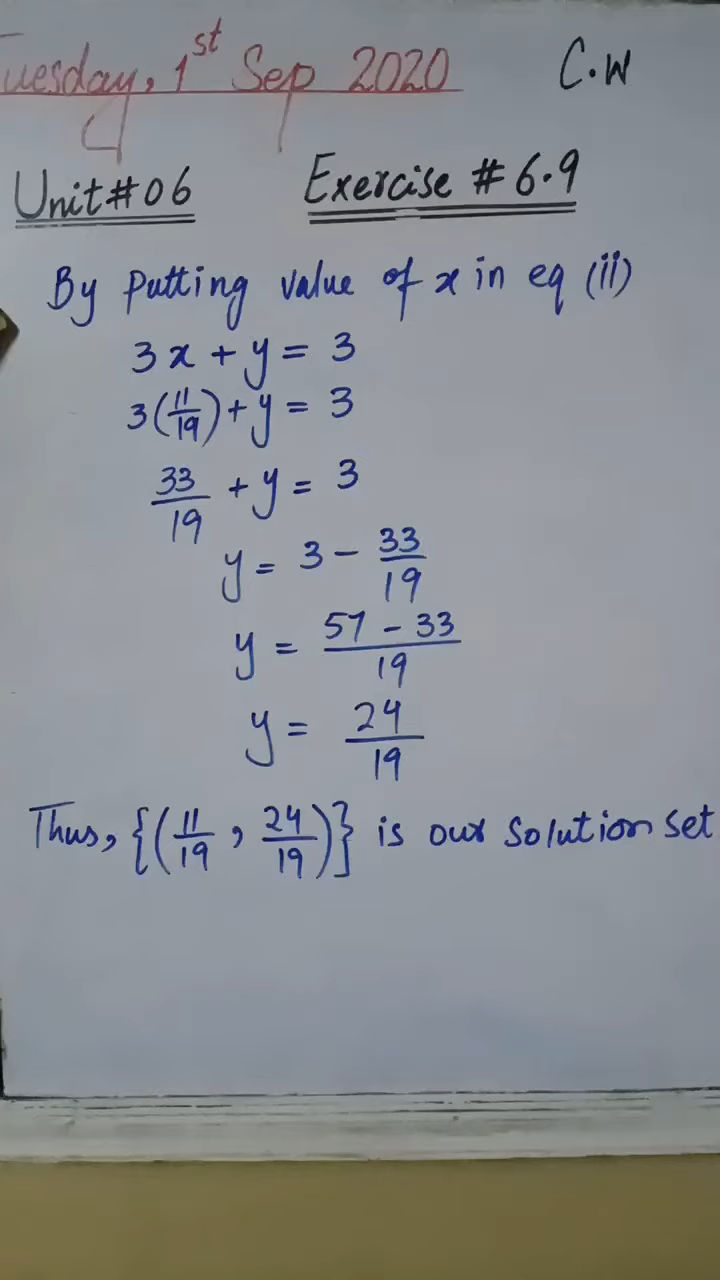 Tuesday, 1st Sep 2020 C.W
Unit#06 Exercise #6.9
By putting value of x in eq (ii)
3x + y = 3
3(11/19) + y = 3
33/19 + y = 3
y = 3 - 33/19
y = 57 - 33/19
y = 24/19
Thus, {(11/19, 24/19)} is our solution set